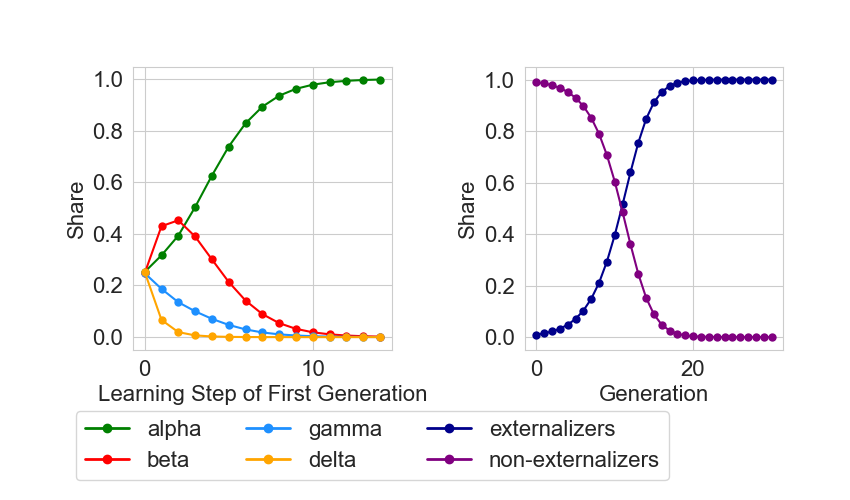 1.0
0.8
0.6
0.4
0.2
0.0
Share
0 10
Learning Step of First Generation
1.0
0.8
0.6
0.4
0.2
0.0
Share
0 20
Generation
alpha gamma externalizers
beta delta non-externalizers